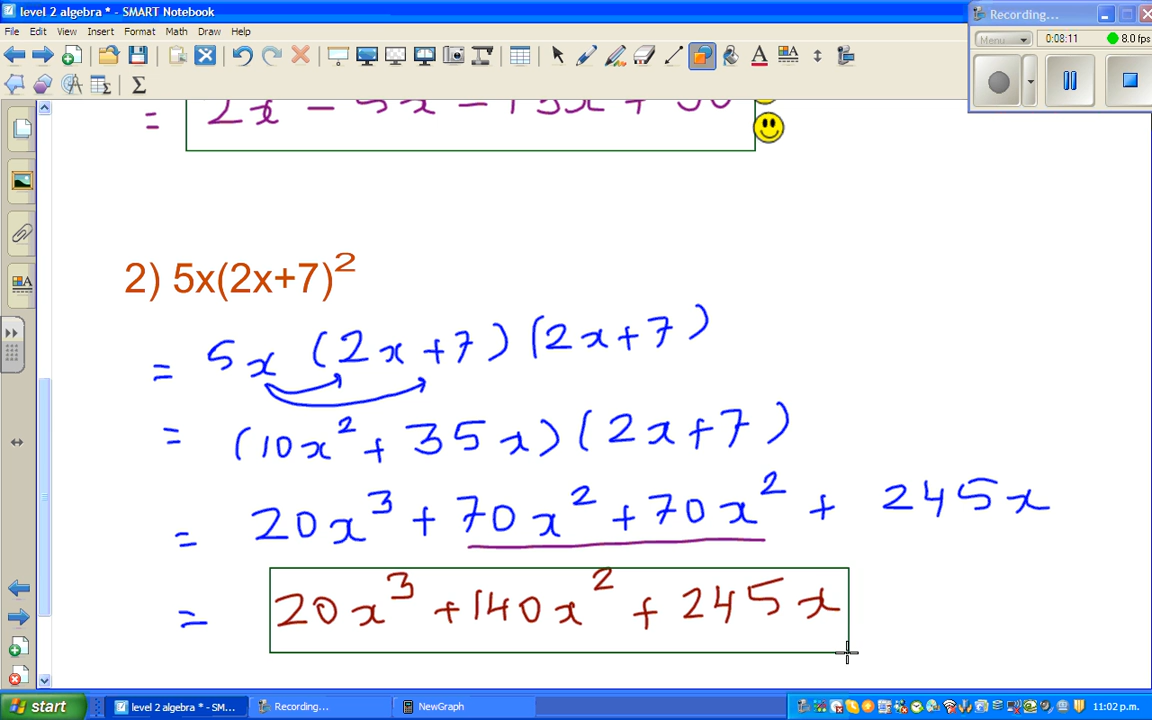 level 2 algebra * - SMART Notebook
Recording...
File Edit View Insert Format Math Draw Help
Menu 0:08:11 8.0 fps
2) 5x(2x+7)²
= 5x (2x+7)(2x+7)
= (10x² + 35x)(2x+7)
= 20x³ + 70x² + 70x² + 245x
= 20x³ + 140x² + 245x
start level 2 algebra * - SM... Recording... NewGraph 11:02 p.m.